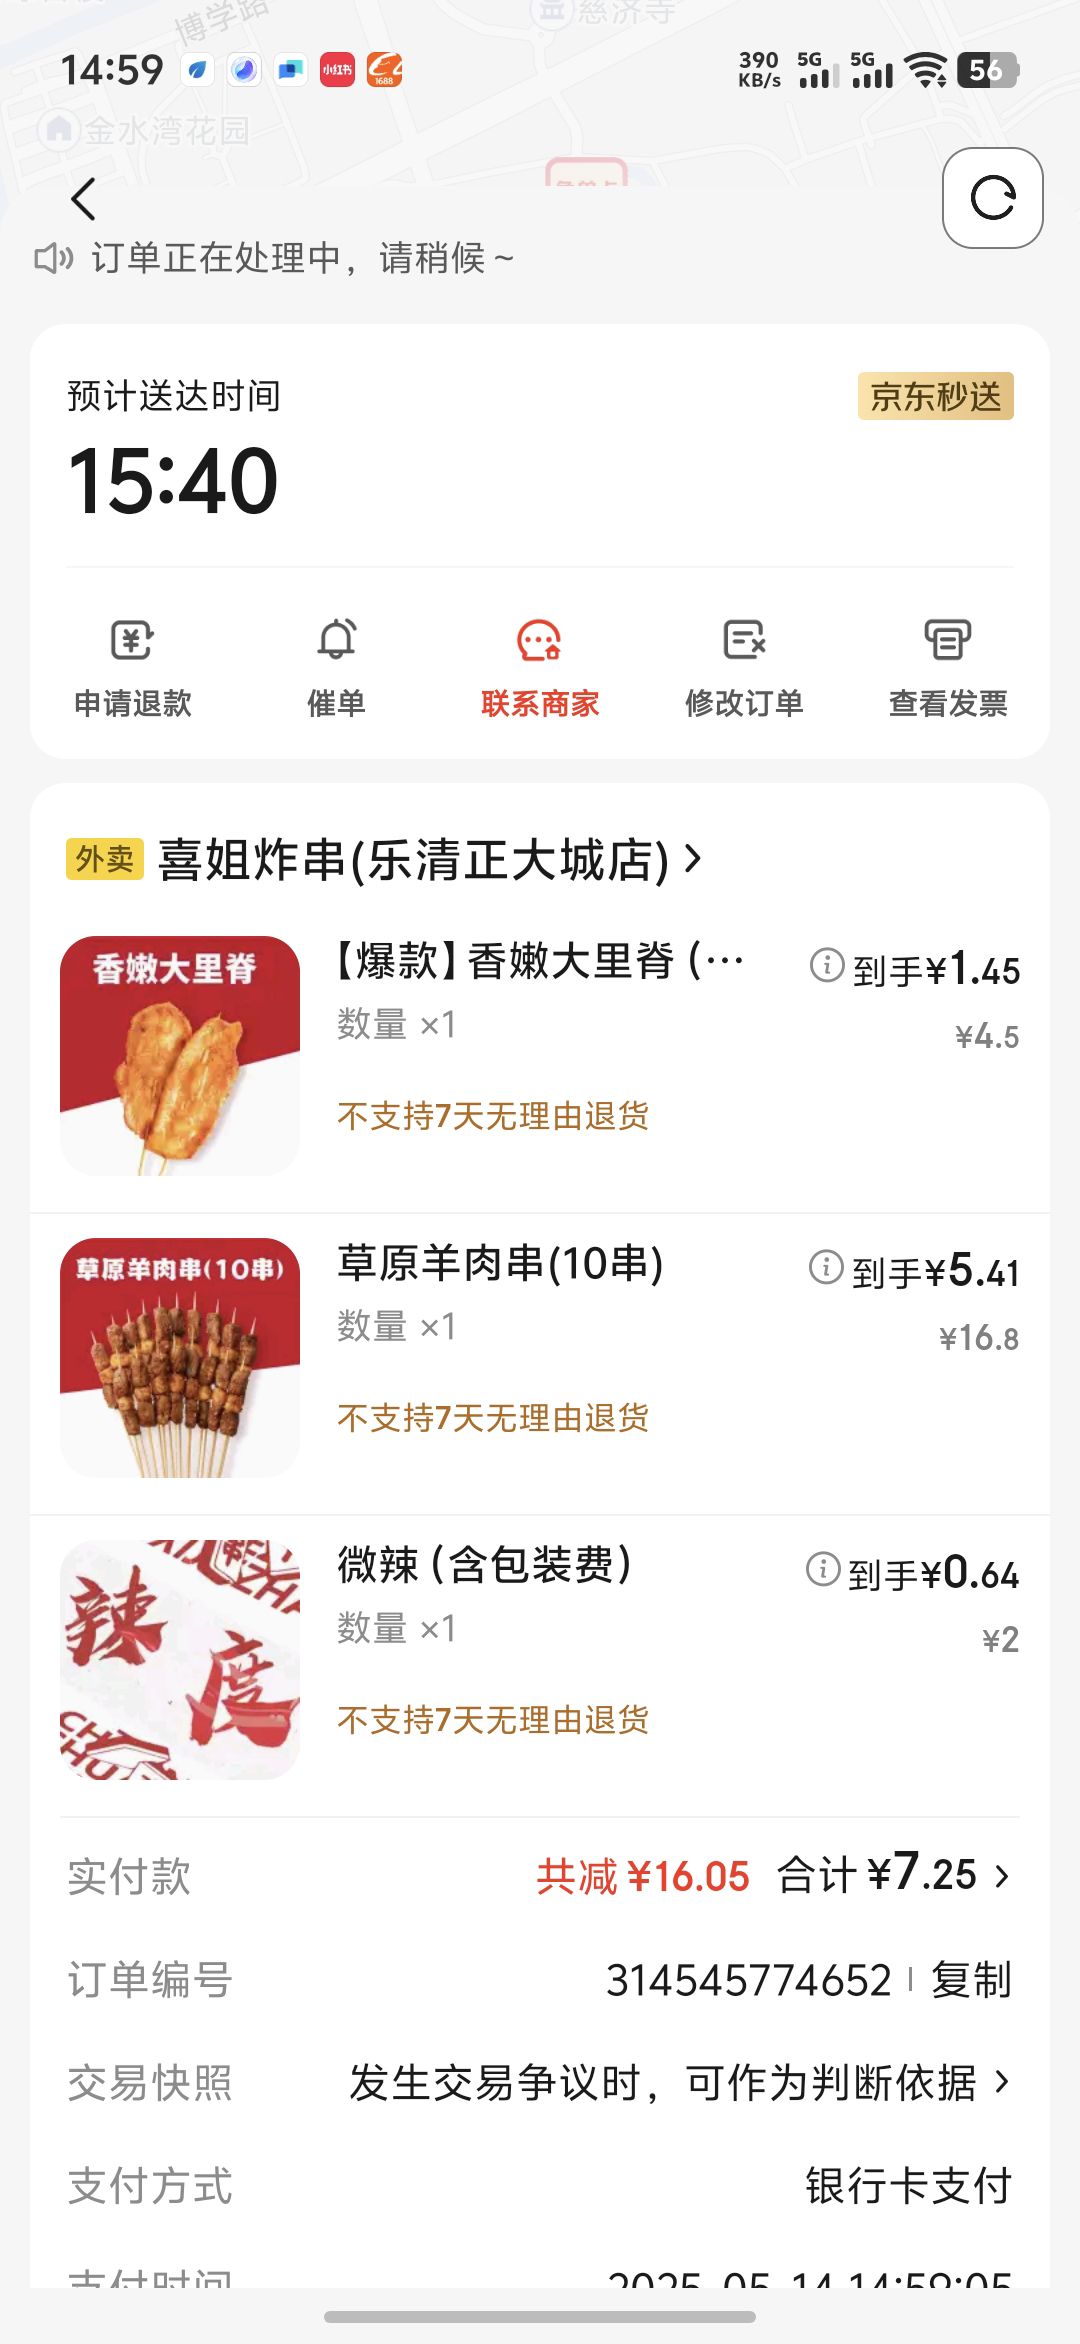 博学路
慈济寺
14:59
小红书
1688
390
KB/s
5G
5G
56
金水湾花园
订单正在处理中，请稍候~
预计送达时间
京东秒送
15:40
申请退款
催单
联系商家
修改订单
查看发票
外卖 喜姐炸串(乐清正大城店)
香嫩大里脊
【爆款】香嫩大里脊 (…
到手¥1.45
数量 ×1
¥4.5
不支持7天无理由退货
草原羊肉串(10串)
草原羊肉串(10串)
到手¥5.41
数量 ×1
¥16.8
不支持7天无理由退货
辣度
微辣 (含包装费)
到手¥0.64
数量 ×1
¥2
不支持7天无理由退货
实付款 共减¥16.05 合计¥7.25
订单编号 314545774652 复制
交易快照 发生交易争议时，可作为判断依据
支付方式 银行卡支付
支付时间 2025-05-14 14:59:05